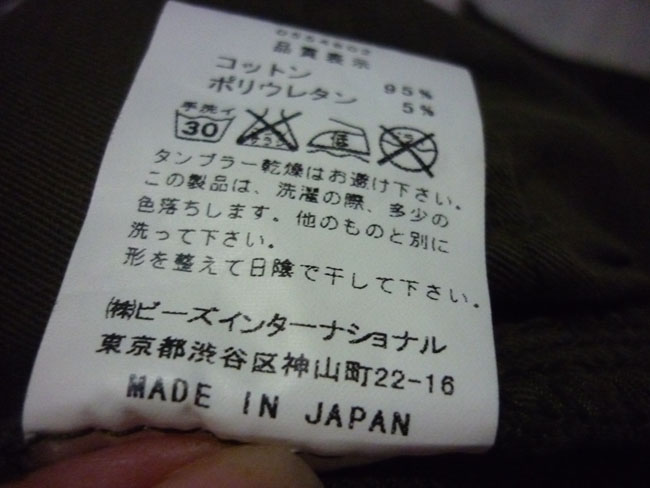 品質表示
コットン 95%
ポリウレタン 5%
手洗イ
30
低
タンブラー乾燥はお避け下さい。
この製品は、洗濯の際、多少の
色落ちします。他のものと別に
洗って下さい。
形を整えて日陰で干して下さい。
㈱ビーズインターナショナル
東京都渋谷区神山町22-16
MADE IN JAPAN